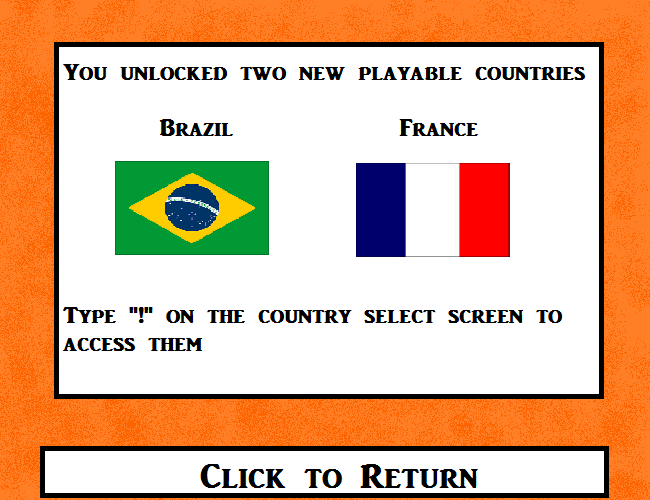 You unlocked two new playable countries
Brazil France
Type "!" on the country select screen to
access them
Click to Return